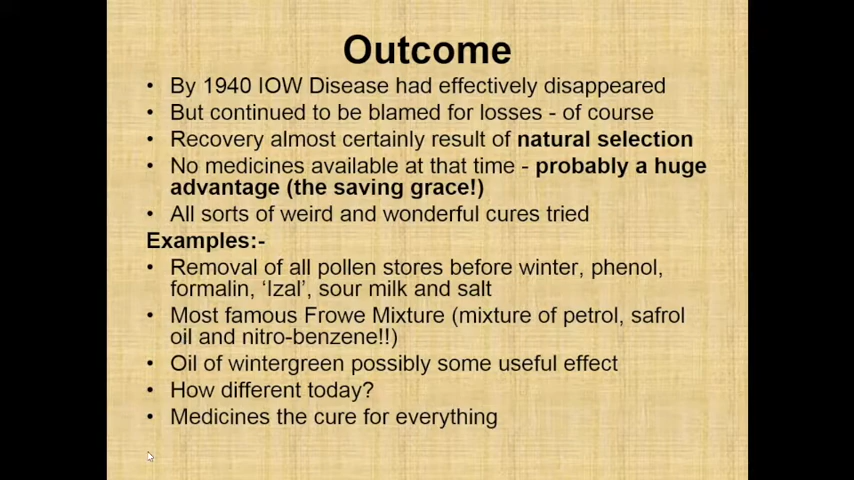 Outcome
• By 1940 IOW Disease had effectively disappeared
• But continued to be blamed for losses - of course
• Recovery almost certainly result of natural selection
• No medicines available at that time - probably a huge
advantage (the saving grace!)
• All sorts of weird and wonderful cures tried
Examples:-
• Removal of all pollen stores before winter, phenol,
formalin, ‘Izal’, sour milk and salt
• Most famous Frowe Mixture (mixture of petrol, safrol
oil and nitro-benzene!!)
• Oil of wintergreen possibly some useful effect
• How different today?
• Medicines the cure for everything